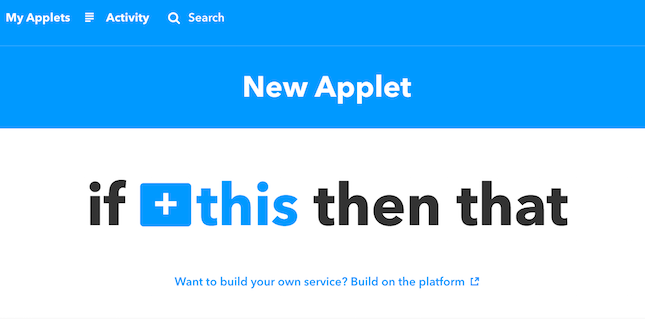 My Applets Activity Search
New Applet
if + this then that
Want to build your own service? Build on the platform